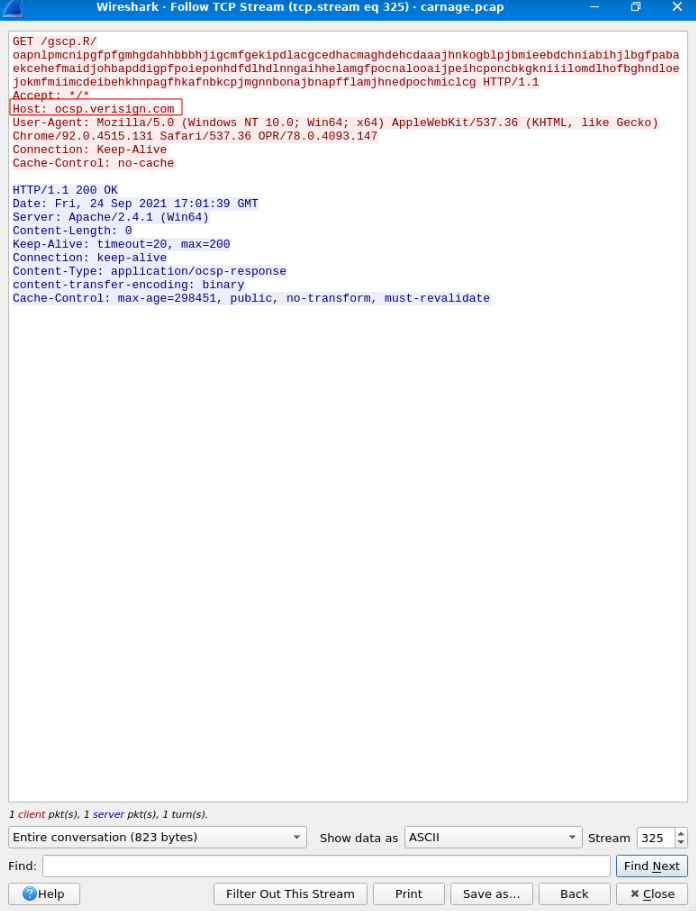 Wireshark · Follow TCP Stream (tcp.stream eq 325) · carnage.pcap
GET /gscp.R/
oapnlpmcnipgfpfgmhgdahhbbbbhjigcmfgekipdlacgcedhacmaghdehcdaaajhnkogblpjbmieebdchniabihjlbgfpaba
ekcehefmaidjohbapddigpfpoieponhdfdlhdlnngaihhelamgfpocnalooaijpeihcponcbkgkniiilomdlhofbghndloe
jokmfmiimcdeibehkhnpagfhkafnbkcpjmgnnbonajbnapfflamjhnedpochmiclcg HTTP/1.1
Accept: */*
Host: ocsp.verisign.com
User-Agent: Mozilla/5.0 (Windows NT 10.0; Win64; x64) AppleWebKit/537.36 (KHTML, like Gecko)
Chrome/92.0.4515.131 Safari/537.36 OPR/78.0.4093.147
Connection: Keep-Alive
Cache-Control: no-cache
HTTP/1.1 200 OK
Date: Fri, 24 Sep 2021 17:01:39 GMT
Server: Apache/2.4.1 (Win64)
Content-Length: 0
Keep-Alive: timeout=20, max=200
Connection: keep-alive
Content-Type: application/ocsp-response
content-transfer-encoding: binary
Cache-Control: max-age=298451, public, no-transform, must-revalidate
1 client pkt(s), 1 server pkt(s), 1 turn(s).
Entire conversation (823 bytes) Show data as ASCII Stream 325
Find: Find Next
Help Filter Out This Stream Print Save as... Back Close